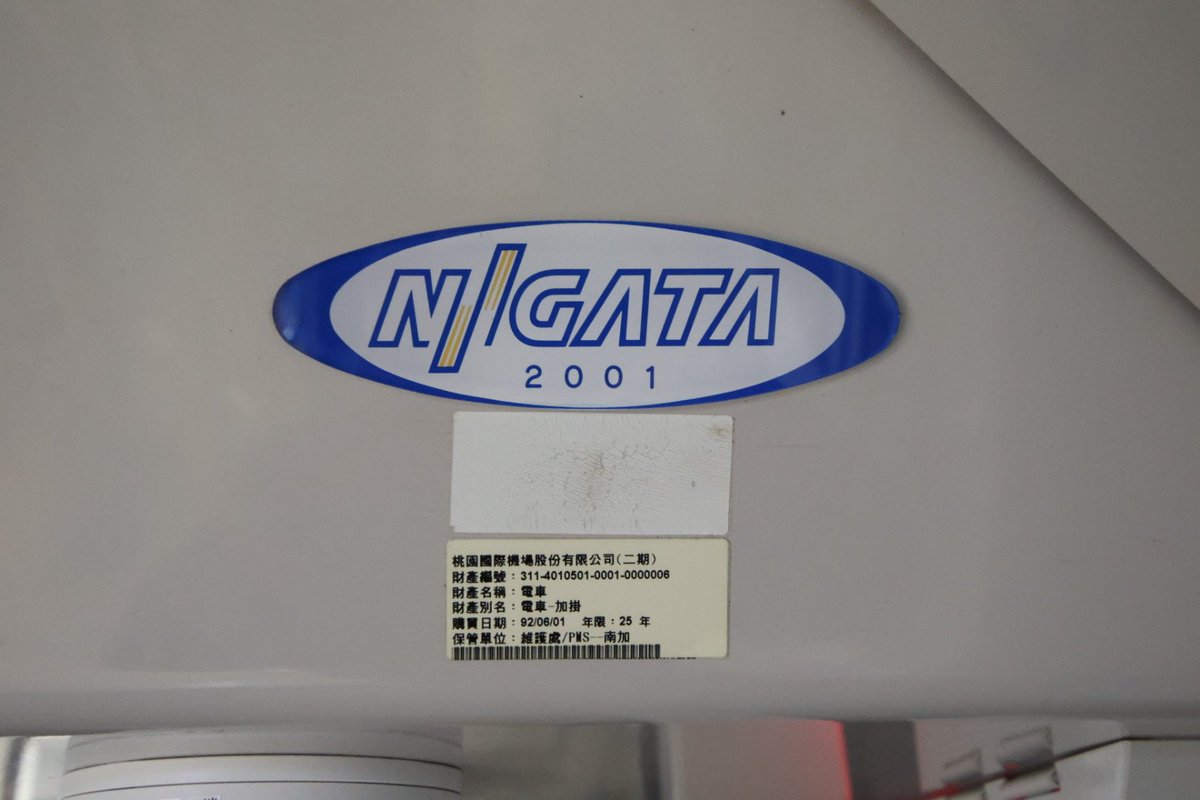 NIIGATA
2001
桃園國際機場股份有限公司(二期)
財產編號：311-4010501-0001-0000006
財產名稱：電車
財產別名：電車-加掛
購買日期：92/06/01 年限：25 年
保管單位：維護處/PMS--南加